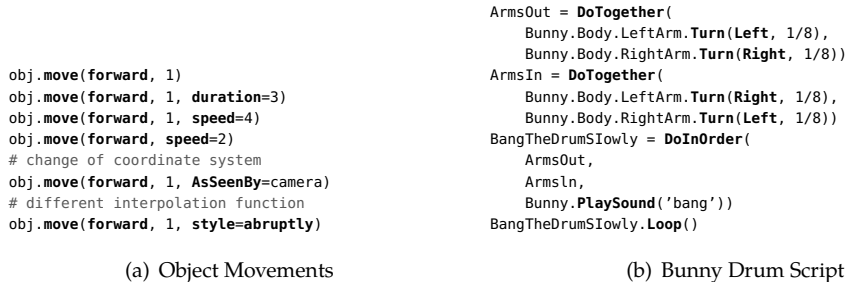 obj.move(forward, 1)
obj.move(forward, 1, duration=3)
obj.move(forward, 1, speed=4)
obj.move(forward, speed=2)
# change of coordinate system
obj.move(forward, 1, AsSeenBy=camera)
# different interpolation function
obj.move(forward, 1, style=abruptly)
(a) Object Movements
ArmsOut = DoTogether(
    Bunny.Body.LeftArm.Turn(Left, 1/8),
    Bunny.Body.RightArm.Turn(Right, 1/8))
ArmsIn = DoTogether(
    Bunny.Body.LeftArm.Turn(Right, 1/8),
    Bunny.Body.RightArm.Turn(Left, 1/8))
BangTheDrumSIowly = DoInOrder(
    ArmsOut,
    Armsln,
    Bunny.PlaySound(’bang’))
BangTheDrumSIowly.Loop()
(b) Bunny Drum Script